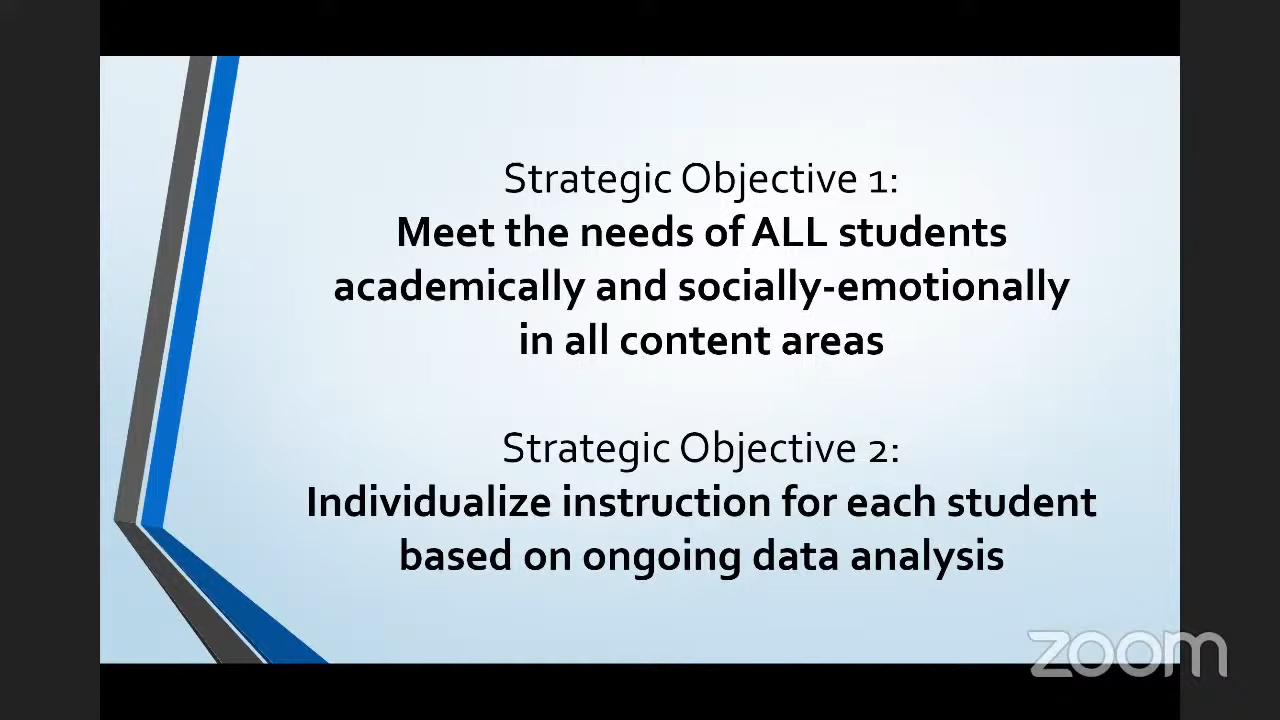 Strategic Objective 1:
Meet the needs of ALL students
academically and socially-emotionally
in all content areas
Strategic Objective 2:
Individualize instruction for each student
based on ongoing data analysis
zoom